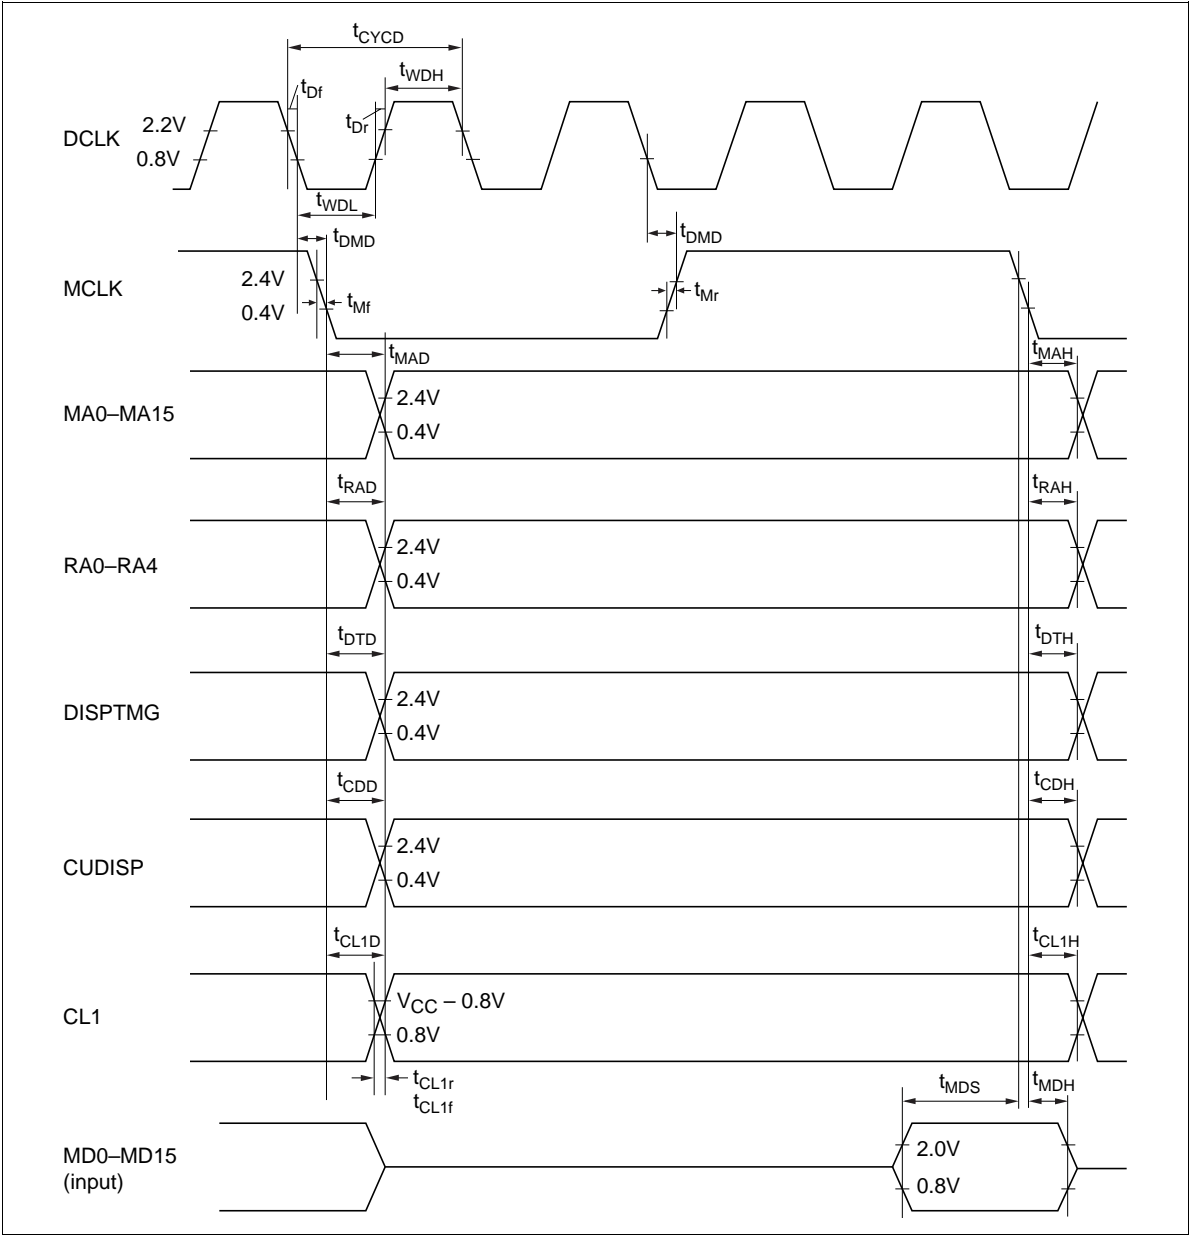 tCYCD
tWDH
tDf
tDr
DCLK
2.2V
0.8V
tWDL
tDMD
tDMD
MCLK
2.4V
0.4V
tMf
tMr
tMAD
tMAH
MA0–MA15
2.4V
0.4V
tRAD
tRAH
RA0–RA4
2.4V
0.4V
tDTD
tDTH
DISPTMG
2.4V
0.4V
tCDD
tCDH
CUDISP
2.4V
0.4V
tCL1D
tCL1H
CL1
VCC – 0.8V
0.8V
tCL1r
tCL1f
tMDS
tMDH
MD0–MD15
(input)
2.0V
0.8V